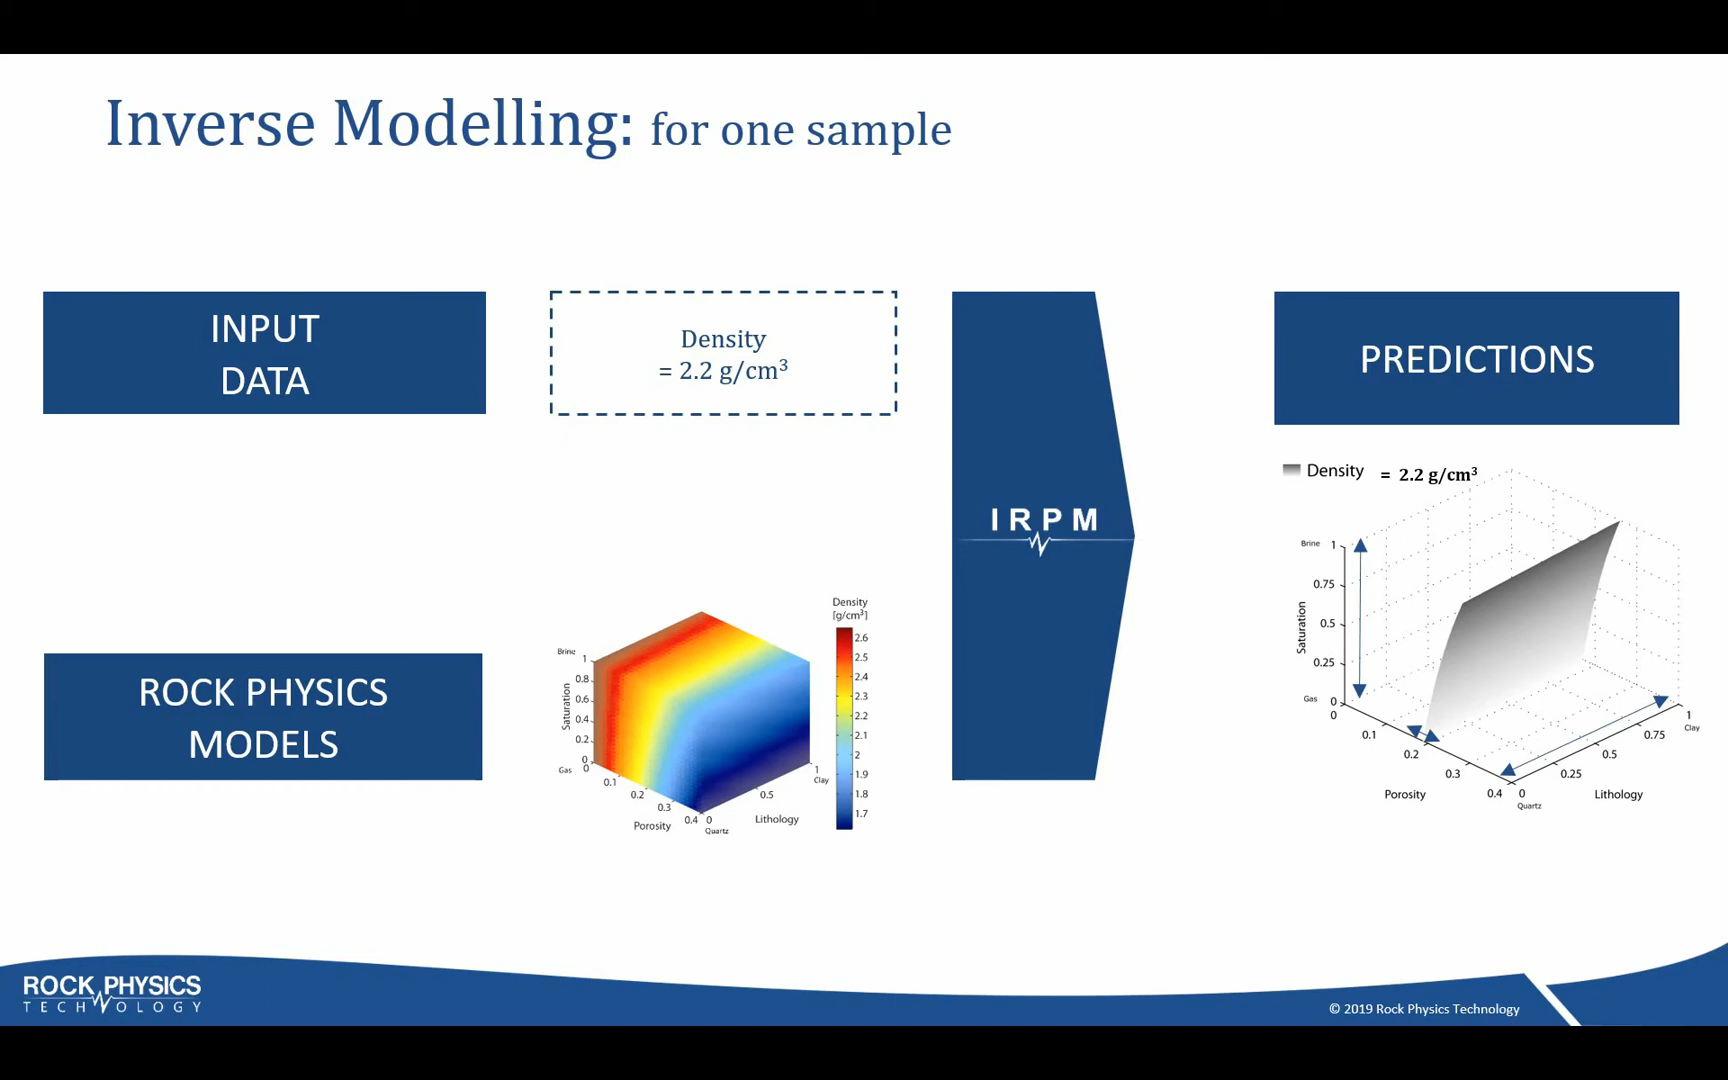 Inverse Modelling: for one sample
INPUT
DATA
Density
= 2.2 g/cm³
PREDICTIONS
IRPM
ROCK PHYSICS
MODELS
Density
[g/cm³]
2.6
2.5
2.4
2.3
2.2
2.1
2
1.9
1.8
1.7
Brine
1
0.8
0.6
0.4
0.2
0
Gas
Saturation
0
0.1
0.2
0.3
0.4
Porosity
0
Quartz
0.5
1
Clay
Lithology
Density = 2.2 g/cm³
Brine
1
0.75
0.5
0.25
0
Gas
Saturation
0
0.1
0.2
0.3
0.4
Porosity
0
Quartz
0.25
0.5
0.75
1
Clay
Lithology
ROCK PHYSICS
TECHNOLOGY
© 2019 Rock Physics Technology